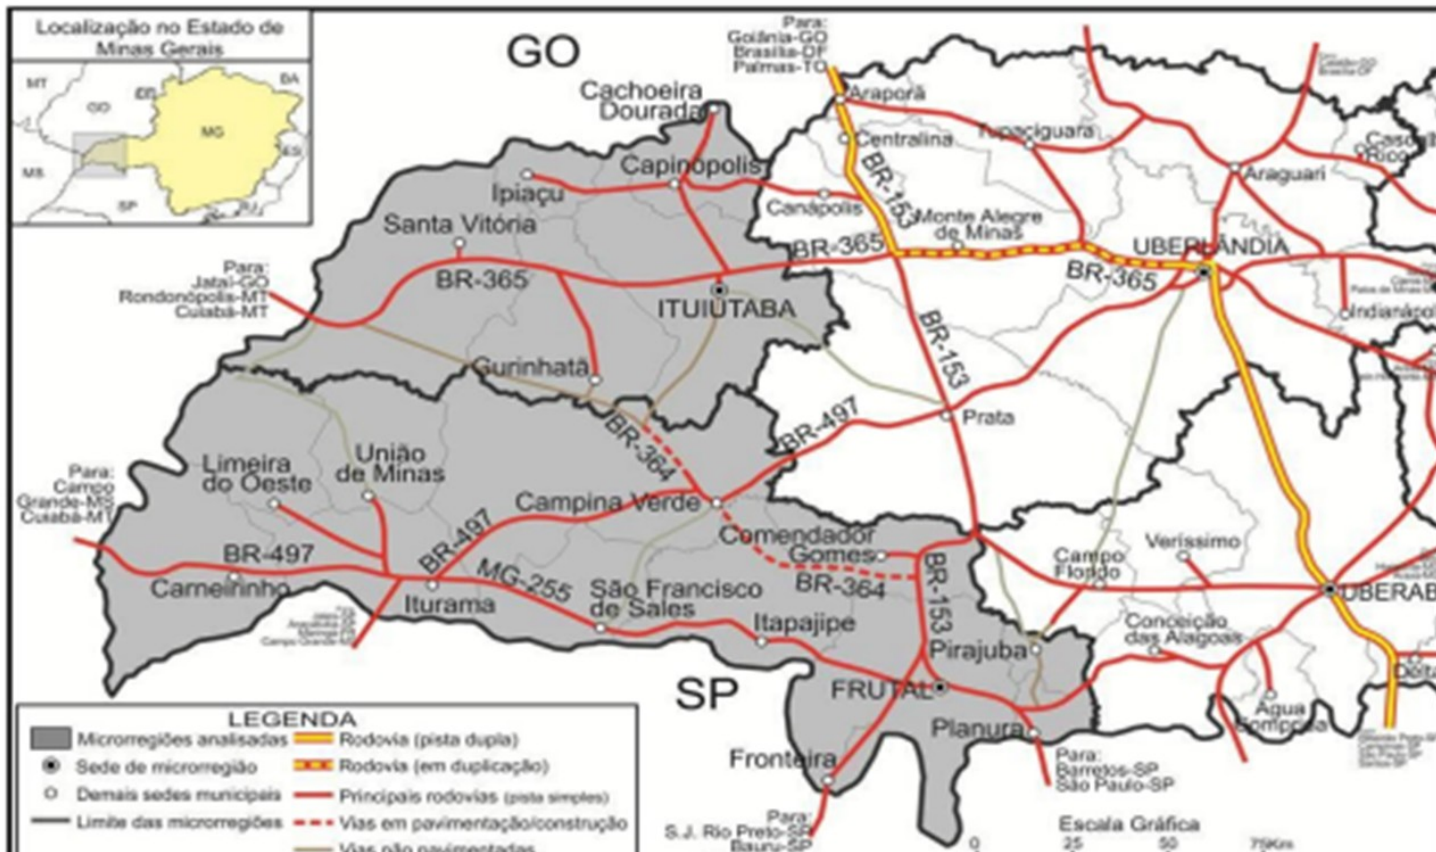 Localização no Estado de
Minas Gerais
MT
GO
DF
BA
MG
ES
MS
SP
RJ
GO
Para:
Goiânia-GO
Brasília-DF
Palmas-TO
Cachoeira
Dourada
Araporã
Centralina
Tupaciguara
Araguari
Capinópolis
Ipiaçu
Canápolis
BR-153
Monte Alegre
de Minas
Santa Vitória
BR-365
UBERLÂNDIA
BR-365
BR-365
Para:
Jataí-GO
Rondonópolis-MT
Cuiabá-MT
ITUIUTABA
BR-153
Gurinhatã
BR-497
Prata
BR-364
Para:
Campo
Grande-MS
Cuiabá-MT
Limeira
do Oeste
União
de Minas
Campina Verde
Comendador
Gomes
BR-364
BR-153
Campo
Florido
Veríssimo
BR-497
BR-497
Carneirinho
Iturama
MG-255
São Francisco
de Sales
Itapajipe
Pirajuba
Conceição
das Alagoas
UBERAB
FRUTAL
SP
Planura
Água
Comprida
Delta
Fronteira
Para:
Barretos-SP
São Paulo-SP
Para:
S.J. Rio Preto-SP
Bauru-SP
LEGENDA
Microrregiões analisadas
Rodovia (pista dupla)
Sede de microrregião
Rodovia (em duplicação)
Demais sedes municipais
Principais rodovias (pista simples)
Limite das microrregiões
Vias em pavimentação/construção
Vias não pavimentadas
Escala Gráfica
0 25 50 75Km